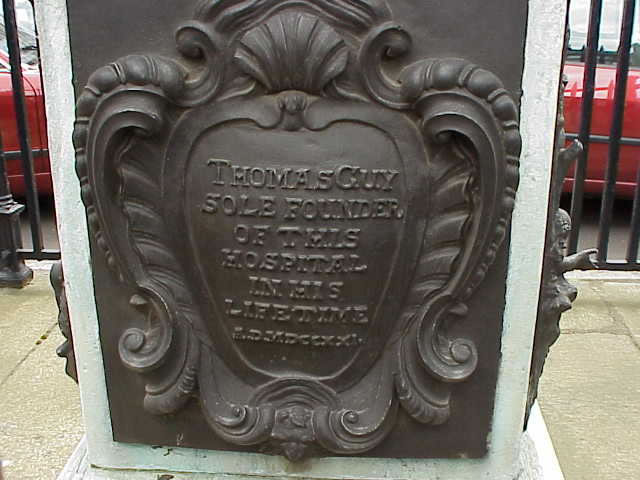 THOMAS GUY
SOLE FOUNDER
OF THIS
HOSPITAL
IN HIS
LIFETIME
A.D. MDCCXXI.